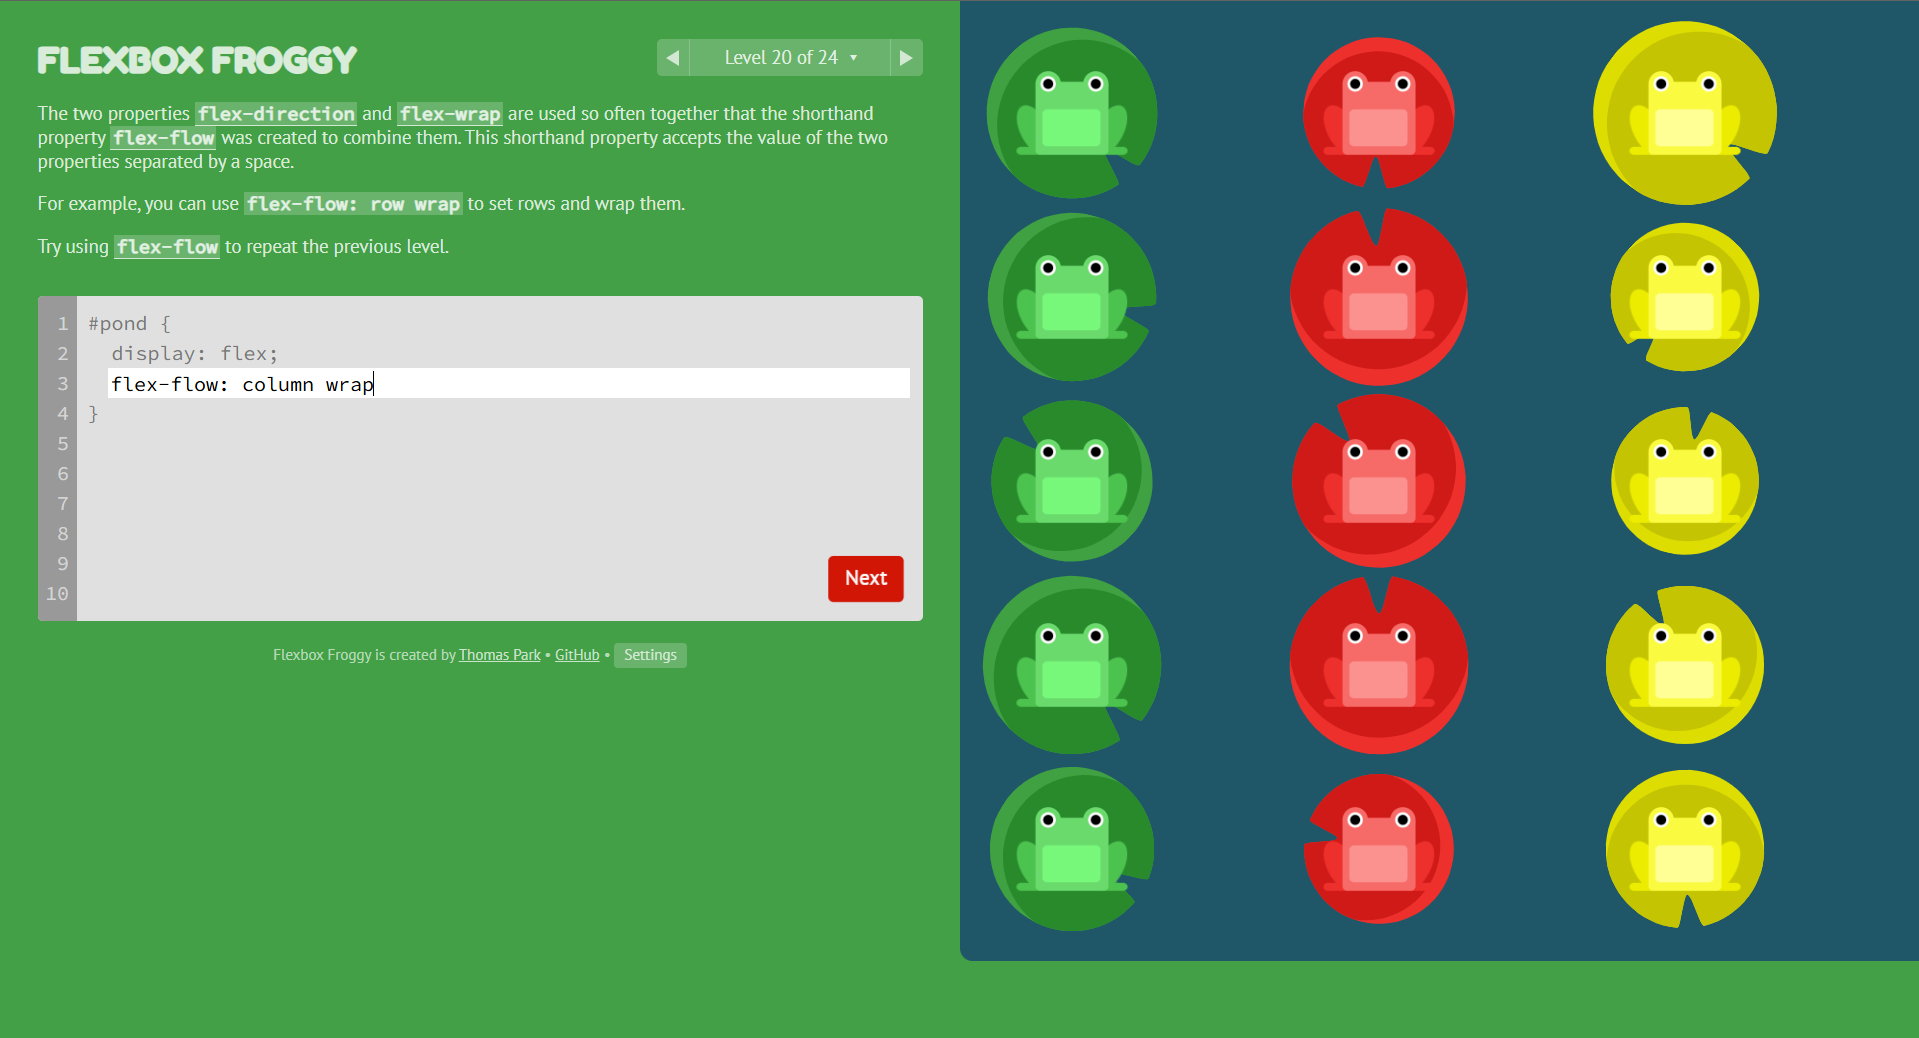 FLEXBOX FROGGY
◀ Level 20 of 24 ▾ ▶
The two properties flex-direction and flex-wrap are used so often together that the shorthand
property flex-flow was created to combine them. This shorthand property accepts the value of the two
properties separated by a space.
For example, you can use flex-flow: row wrap to set rows and wrap them.
Try using flex-flow to repeat the previous level.
1 #pond {
2 display: flex;
3 flex-flow: column wrap
4 }
5
6
7
8
9
10
Next
Flexbox Froggy is created by Thomas Park • GitHub • Settings